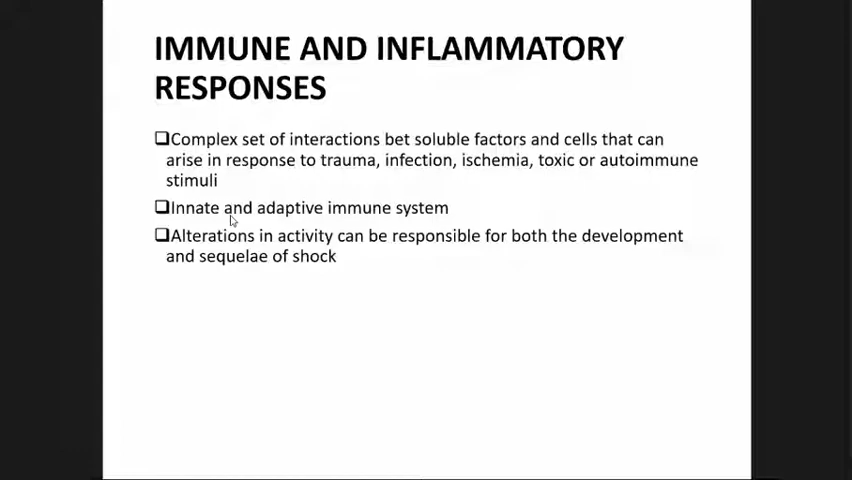 IMMUNE AND INFLAMMATORY
RESPONSES
❑Complex set of interactions bet soluble factors and cells that can
arise in response to trauma, infection, ischemia, toxic or autoimmune
stimuli
❑Innate and adaptive immune system
❑Alterations in activity can be responsible for both the development
and sequelae of shock